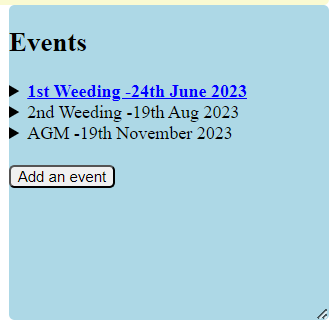 Events
1st Weeding -24th June 2023
2nd Weeding -19th Aug 2023
AGM -19th November 2023
Add an event